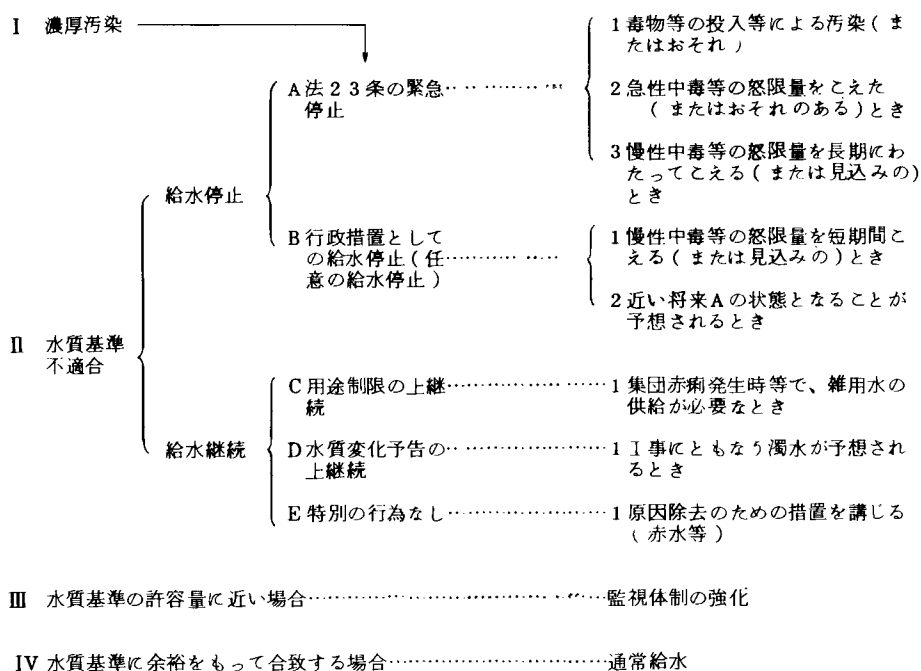 I 濃厚汚染
1 毒物等の投入等による汚染(ま
たはおそれ)
A 法23条の緊急
停止
2 急性中毒等の怒限量をこえた
(またはおそれのある)とき
3 慢性中毒等の怒限量を長期にわ
たってこえる(または見込みの)
とき
給水停止
B 行政措置として
の給水停止(任
意の給水停止)
1 慢性中毒等の怒限量を短期間こ
える(または見込みの)とき
2 近い将来Aの状態となることが
予想されるとき
II 水質基準
不適合
C 用途制限の上継
続
1 集団赤痢発生時等で、雑用水の
供給が必要なとき
給水継続
D 水質変化予告の
上継続
1 工事にともなう濁水が予想され
るとき
E 特別の行為なし
1 原因除去のための措置を講じる
(赤水等)
III 水質基準の許容量に近い場合 監視体制の強化
IV 水質基準に余裕をもって合致する場合 通常給水